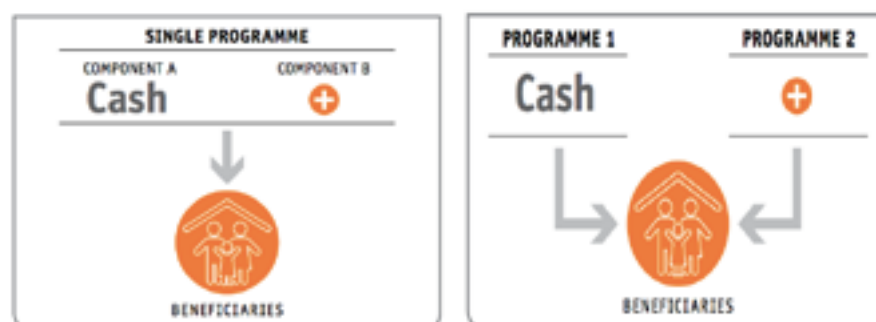 SINGLE PROGRAMME
COMPONENT A COMPONENT B
Cash +
BENEFICIARIES
PROGRAMME 1 PROGRAMME 2
Cash +
BENEFICIARIES